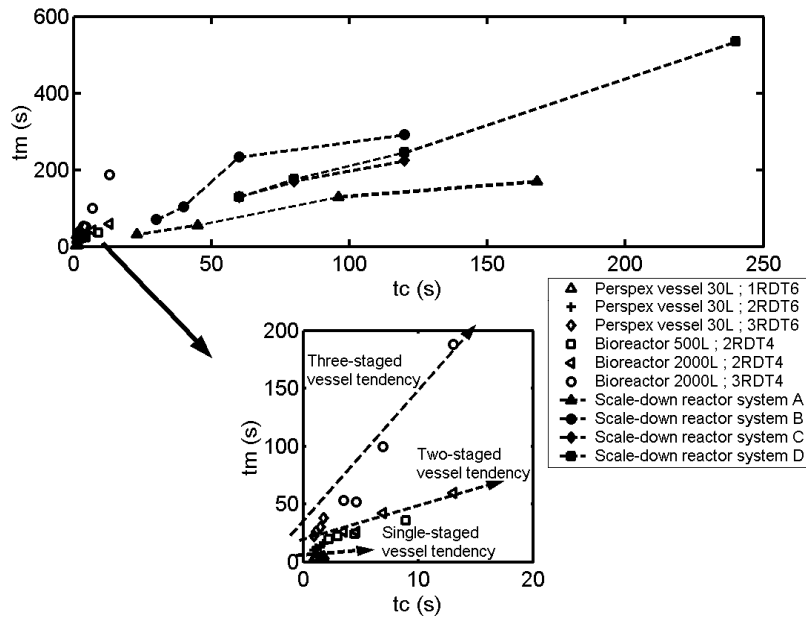 600
400
200
0
tm (s)
0
50
100
150
200
250
tc (s)
Perspex vessel 30L ; 1RDT6
Perspex vessel 30L ; 2RDT6
Perspex vessel 30L ; 3RDT6
Bioreactor 500L ; 2RDT4
Bioreactor 2000L ; 2RDT4
Bioreactor 2000L ; 3RDT4
Scale-down reactor system A
Scale-down reactor system B
Scale-down reactor system C
Scale-down reactor system D
200
150
100
50
0
tm (s)
Three-staged
vessel tendency
Two-staged
vessel tendency
Single-staged
vessel tendency
0
10
20
tc (s)